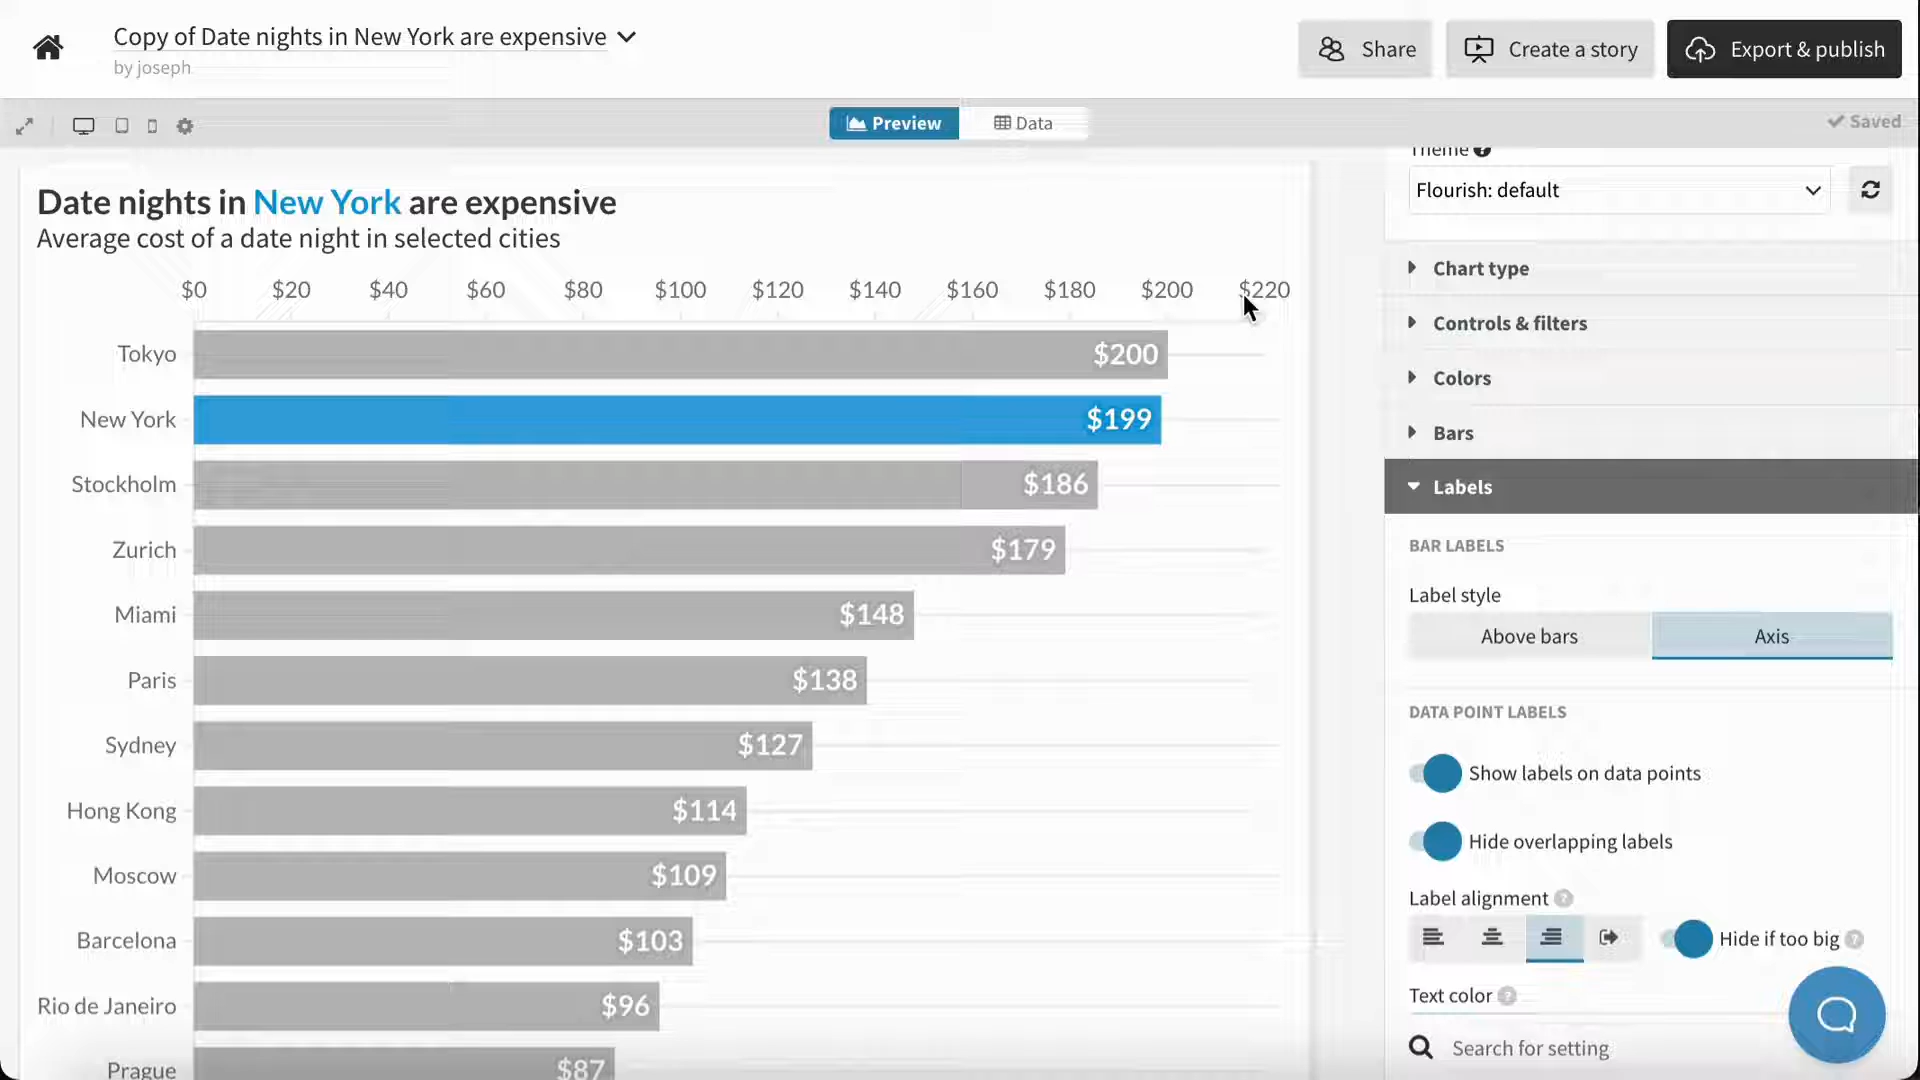 Copy of Date nights in New York are expensive
by joseph
Share
Create a story
Export & publish
Preview
Data
Saved
Theme
Flourish: default
Date nights in New York are expensive
Average cost of a date night in selected cities
$0 $20 $40 $60 $80 $100 $120 $140 $160 $180 $200 $220
Tokyo $200
New York $199
Stockholm $186
Zurich $179
Miami $148
Paris $138
Sydney $127
Hong Kong $114
Moscow $109
Barcelona $103
Rio de Janeiro $96
Prague $87
Chart type
Controls & filters
Colors
Bars
Labels
BAR LABELS
Label style
Above bars
Axis
DATA POINT LABELS
Show labels on data points
Hide overlapping labels
Label alignment ?
Hide if too big ?
Text color ?
Search for setting